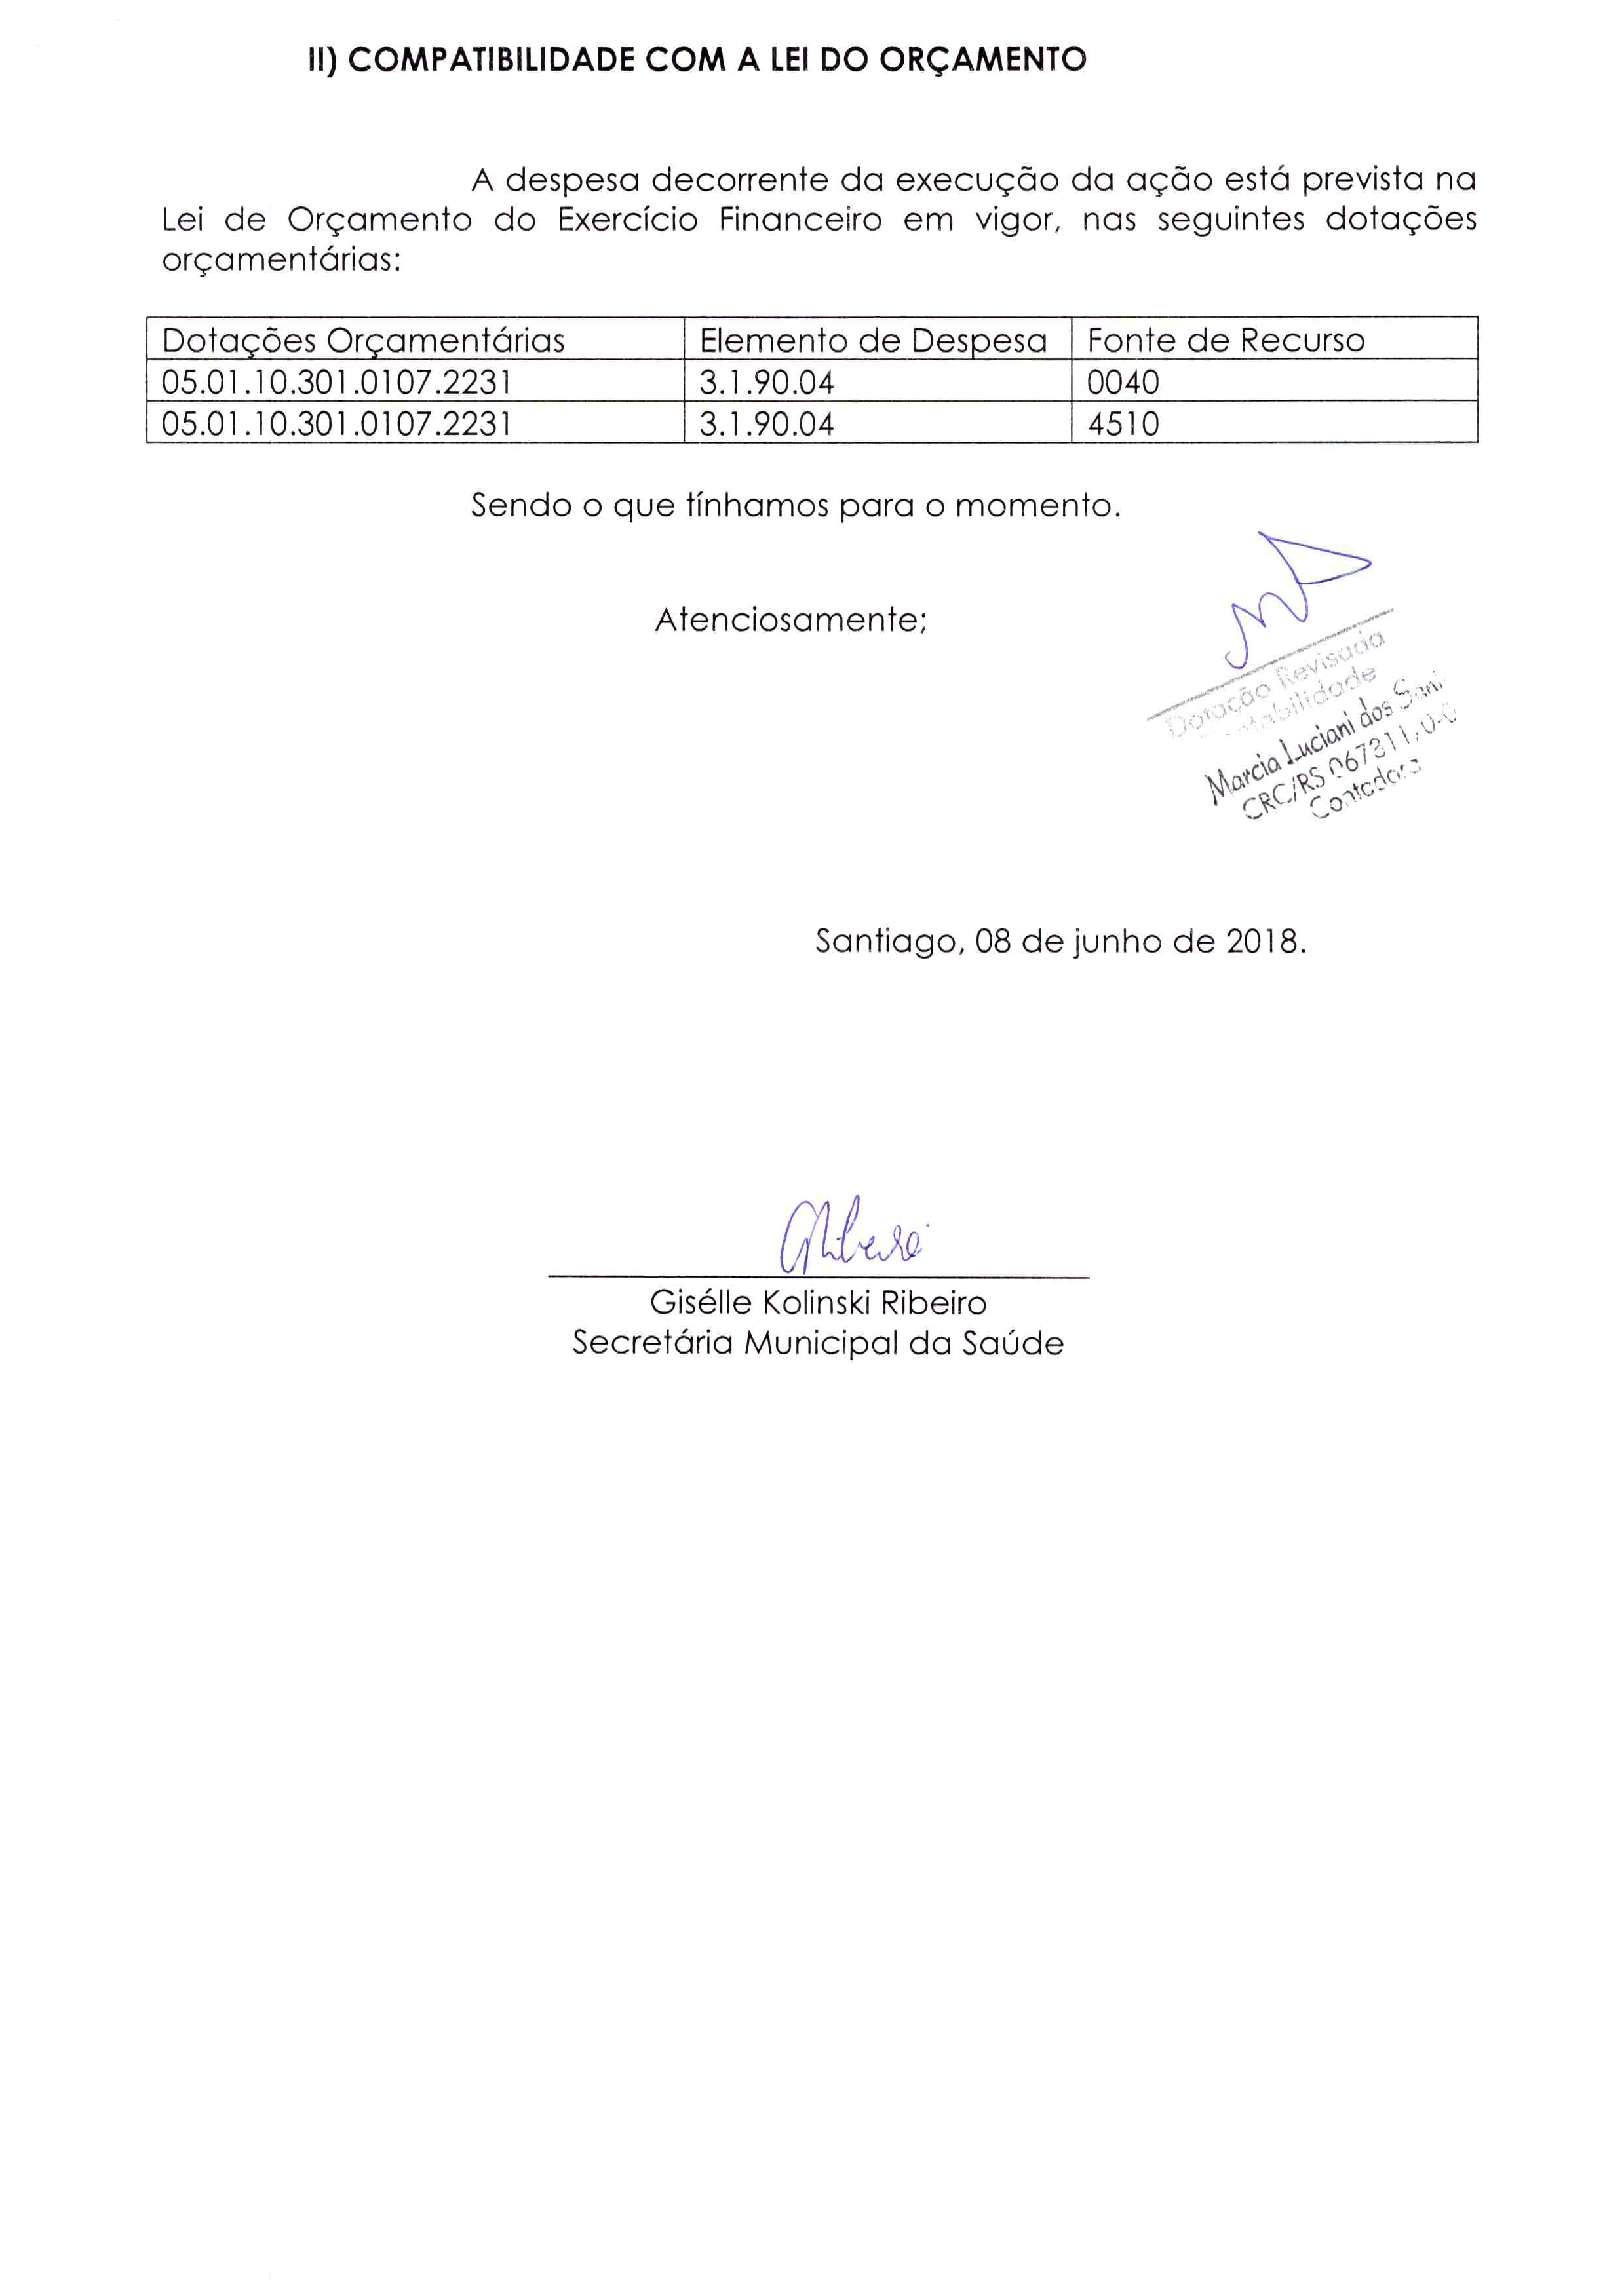 II) COMPATIBILIDADE COM A LEI DO ORÇAMENTO
A despesa decorrente da execução da ação está prevista na
Lei de Orçamento do Exercício Financeiro em vigor, nas seguintes dotações
orçamentárias:
Dotações Orçamentárias Elemento de Despesa Fonte de Recurso
05.01.10.301.0107.2231 3.1.90.04 0040
05.01.10.301.0107.2231 3.1.90.04 4510
Sendo o que tínhamos para o momento.
Atenciosamente;
Dotação Revisada
Marcia Luciani dos
CRC/RS
Contadora
Santiago, 08 de junho de 2018.
Gisélle Kolinski Ribeiro
Secretária Municipal da Saúde